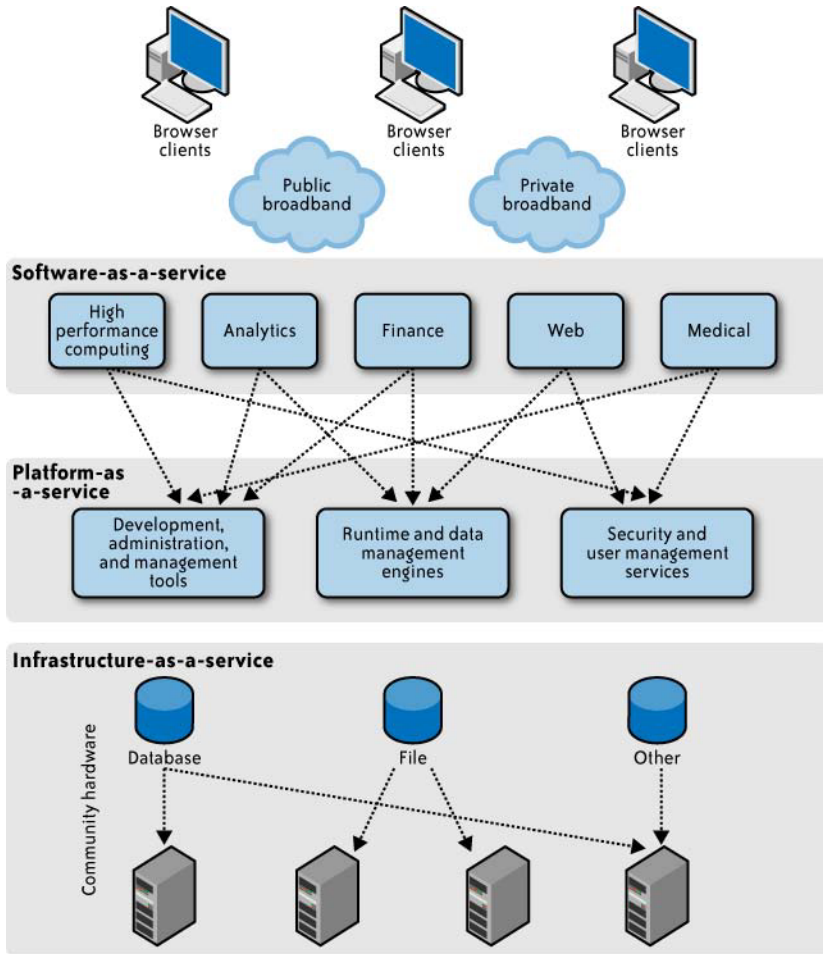 Browser
clients
Browser
clients
Browser
clients
Public
broadband
Private
broadband
Software-as-a-service
High
performance
computing
Analytics
Finance
Web
Medical
Platform-as
-a-service
Development,
administration,
and management
tools
Runtime and data
management
engines
Security and
user management
services
Infrastructure-as-a-service
Community hardware
Database
File
Other